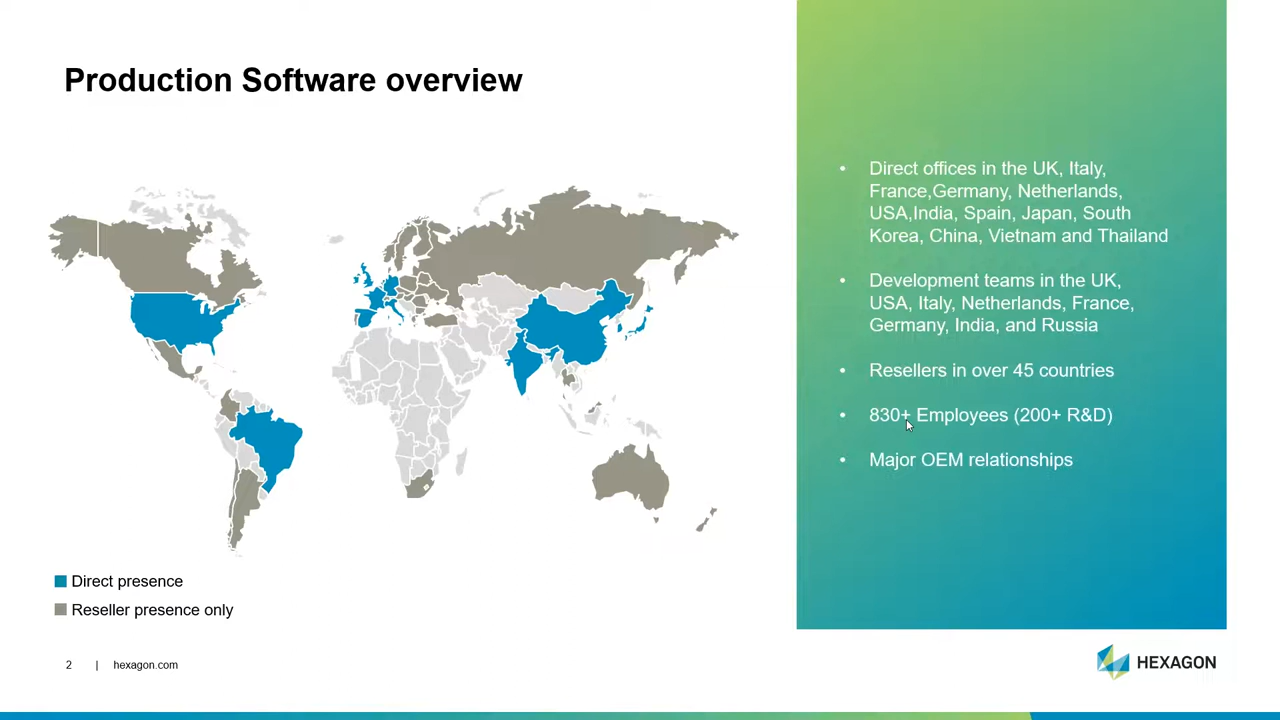 Production Software overview
• Direct offices in the UK, Italy,
France,Germany, Netherlands,
USA,India, Spain, Japan, South
Korea, China, Vietnam and Thailand
• Development teams in the UK,
USA, Italy, Netherlands, France,
Germany, India, and Russia
• Resellers in over 45 countries
• 830+ Employees (200+ R&D)
• Major OEM relationships
Direct presence
Reseller presence only
2 | hexagon.com
HEXAGON